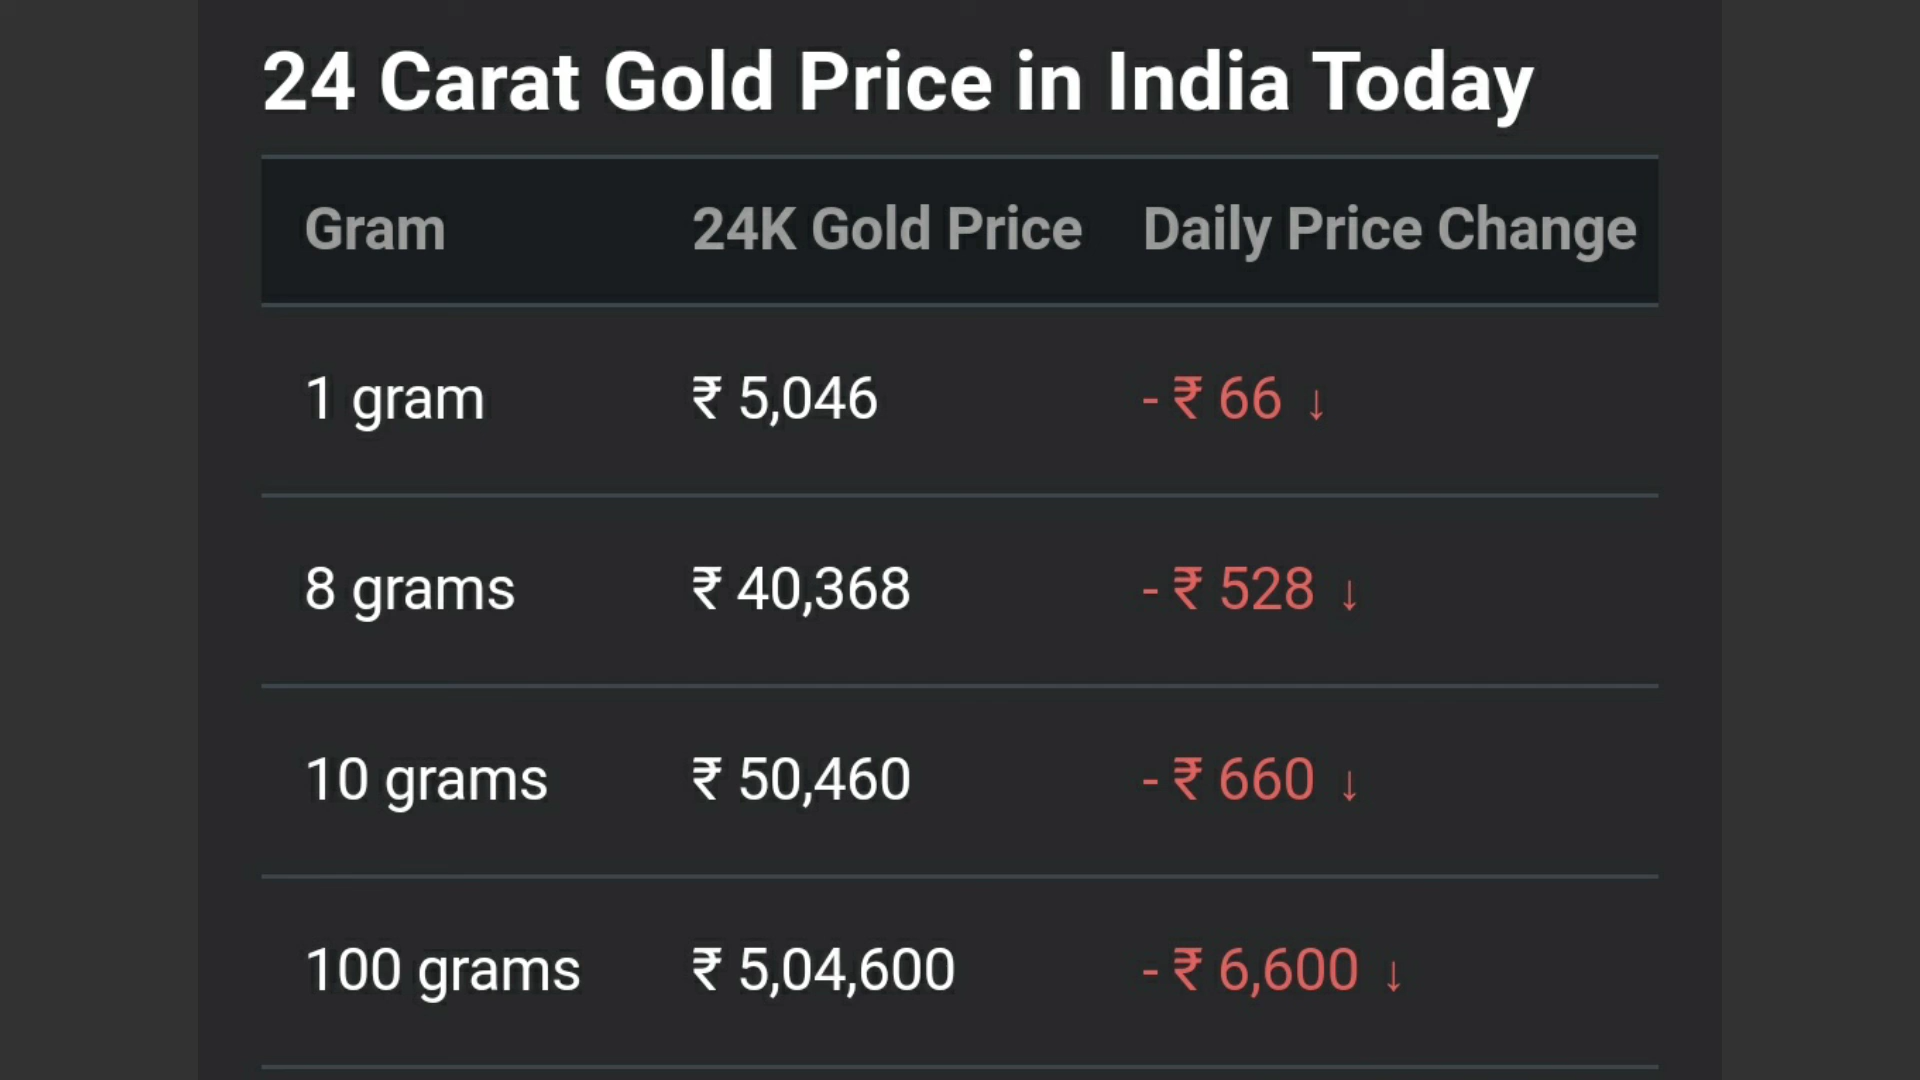 24 Carat Gold Price in India Today
Gram 24K Gold Price Daily Price Change
1 gram ₹ 5,046 - ₹ 66 ↓
8 grams ₹ 40,368 - ₹ 528 ↓
10 grams ₹ 50,460 - ₹ 660 ↓
100 grams ₹ 5,04,600 - ₹ 6,600 ↓